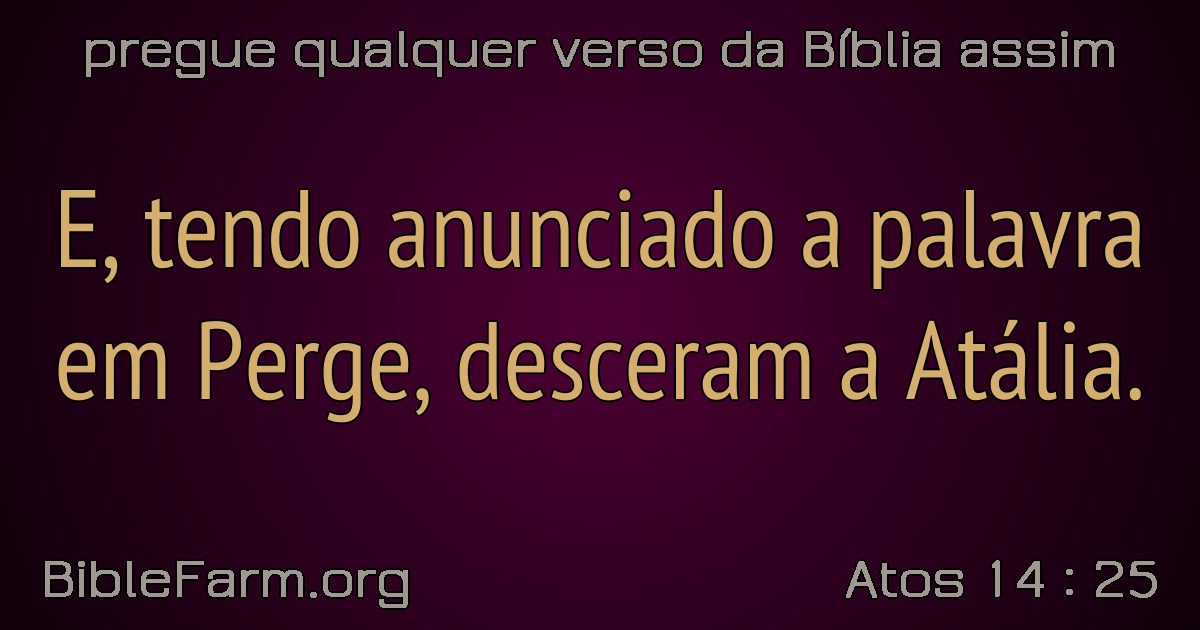 pregue qualquer verso da Bíblia assim
E, tendo anunciado a palavra
em Perge, desceram a Atália.
BibleFarm.org
Atos 14 : 25